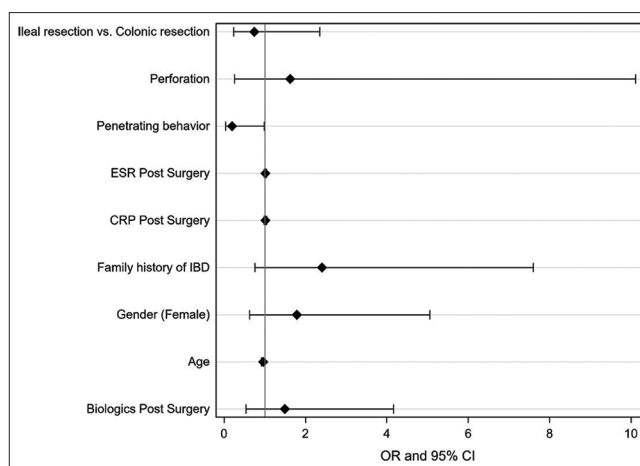 Illeal resection vs. Colonic resection
Perforation
Penetrating behavior
ESR Post Surgery
CRP Post Surgery
Family history of IBD
Gender (Female)
Age
Biologics Post Surgery
0 2 4 6 8 10
OR and 95% CI